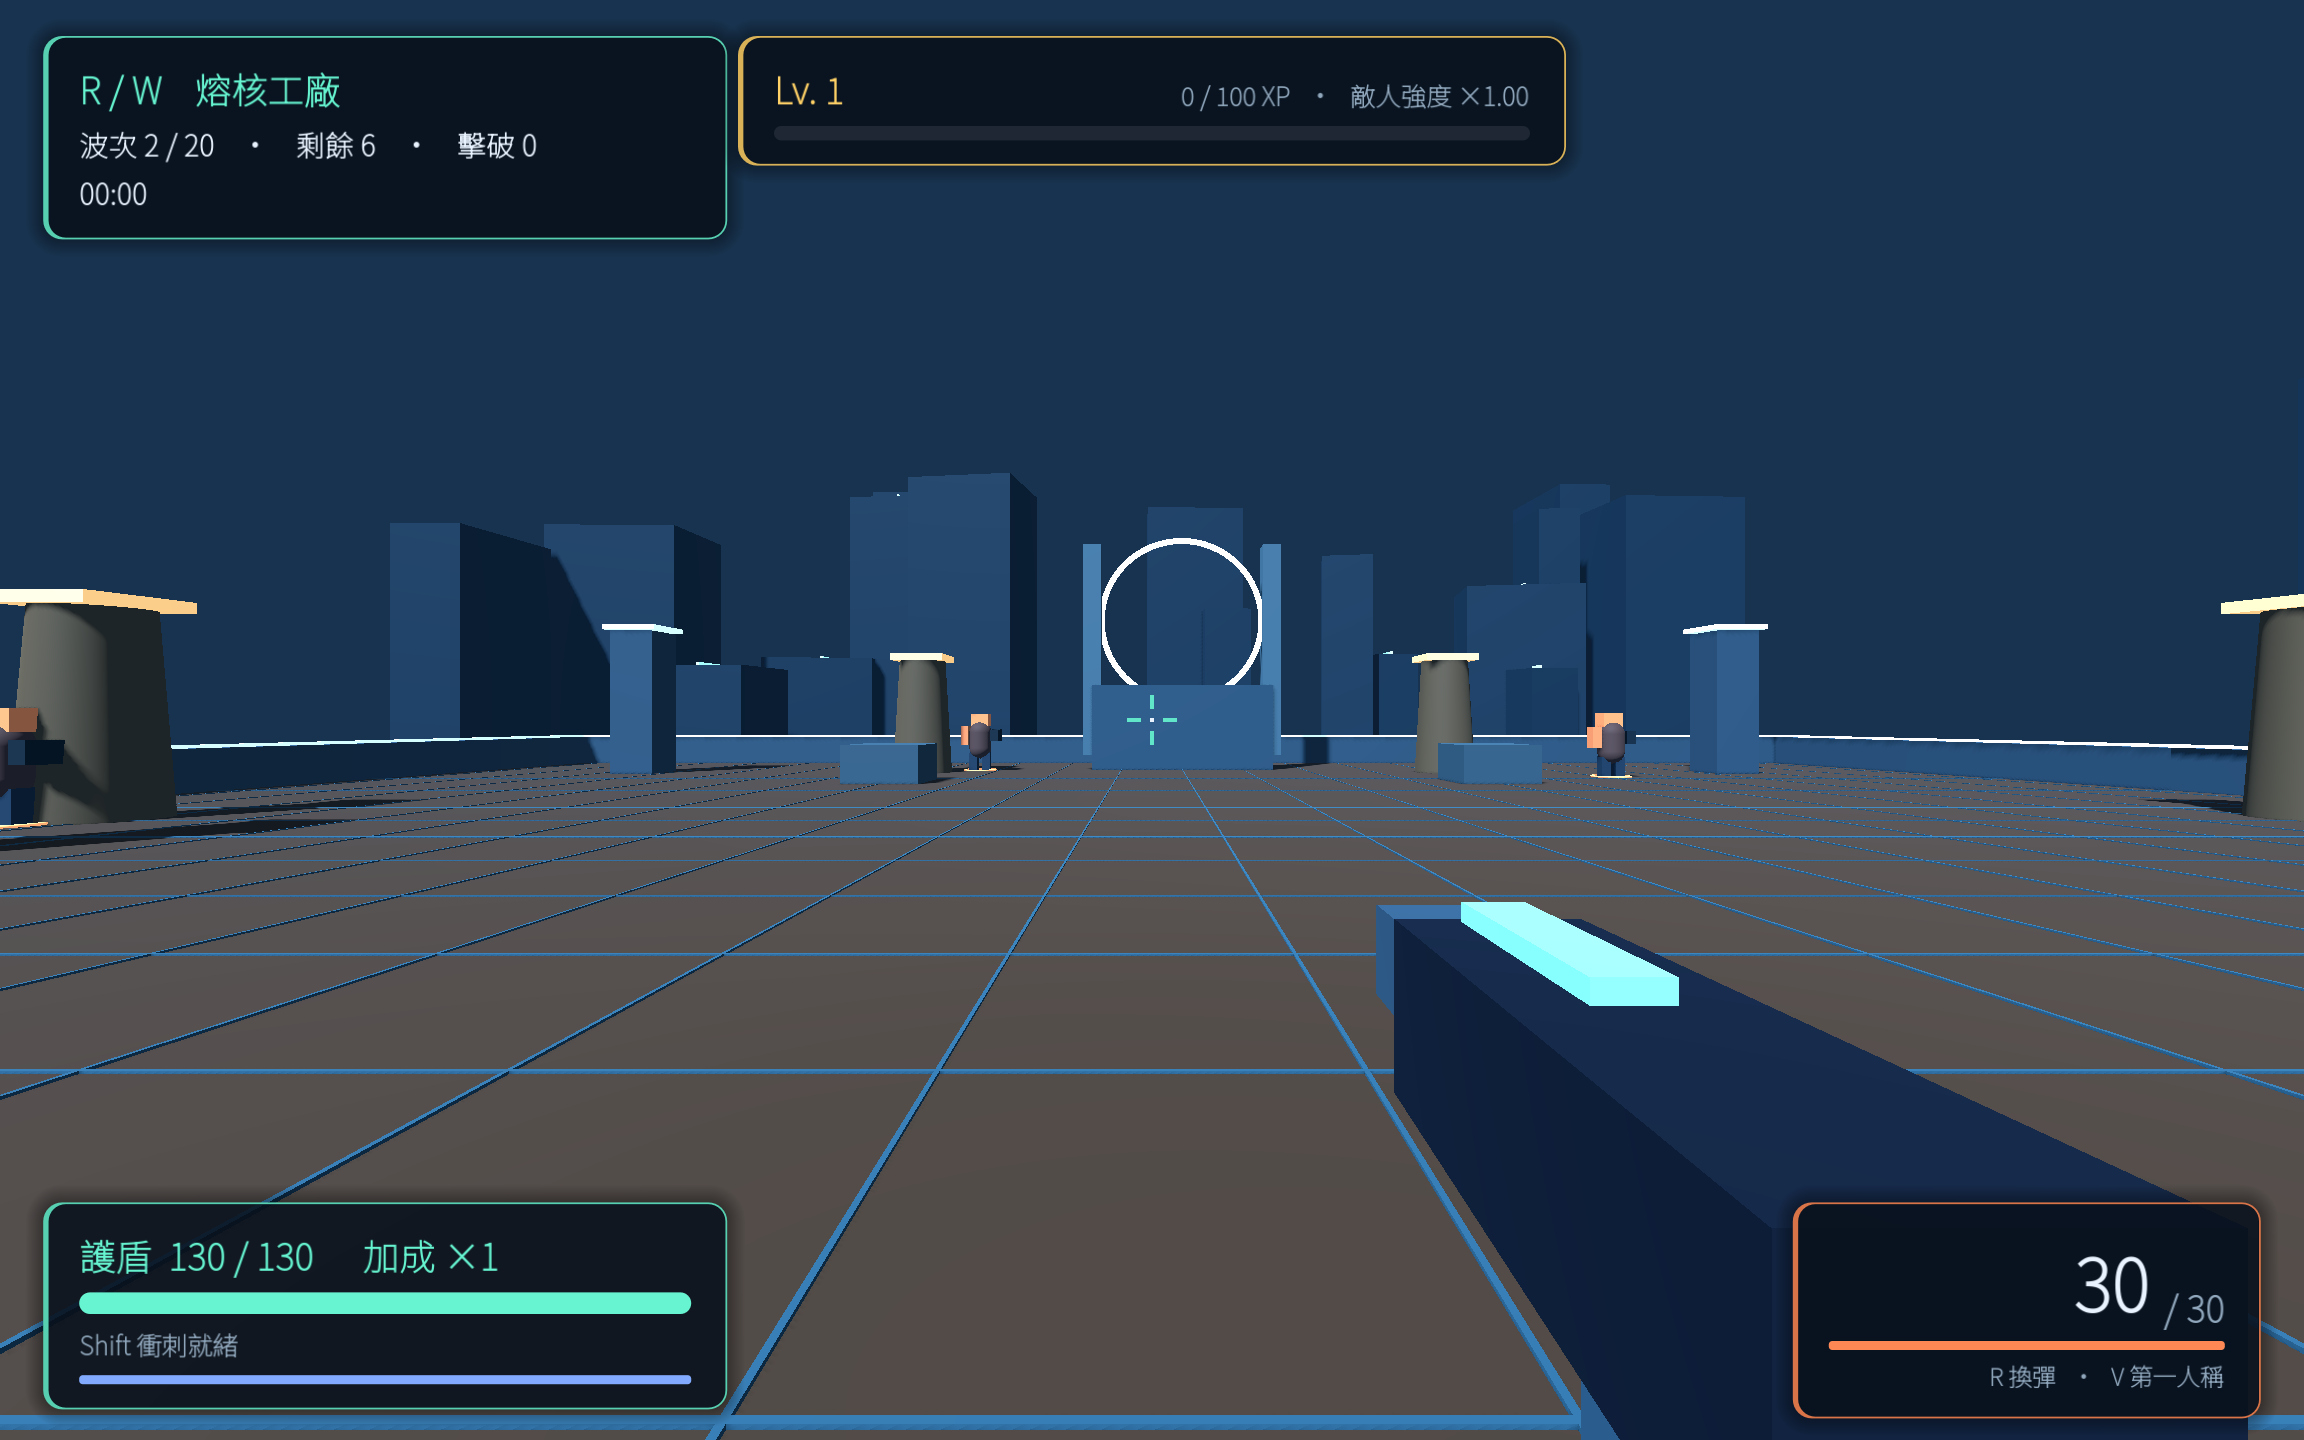 R / W 熔核工廠
波次 2 / 20 · 剩餘 6 · 擊破 0
00:00
Lv. 1
0 / 100 XP · 敵人強度 ×1.00
護盾 130 / 130 加成 ×1
Shift 衝刺就緒
30 / 30
R 換彈 · V 第一人稱